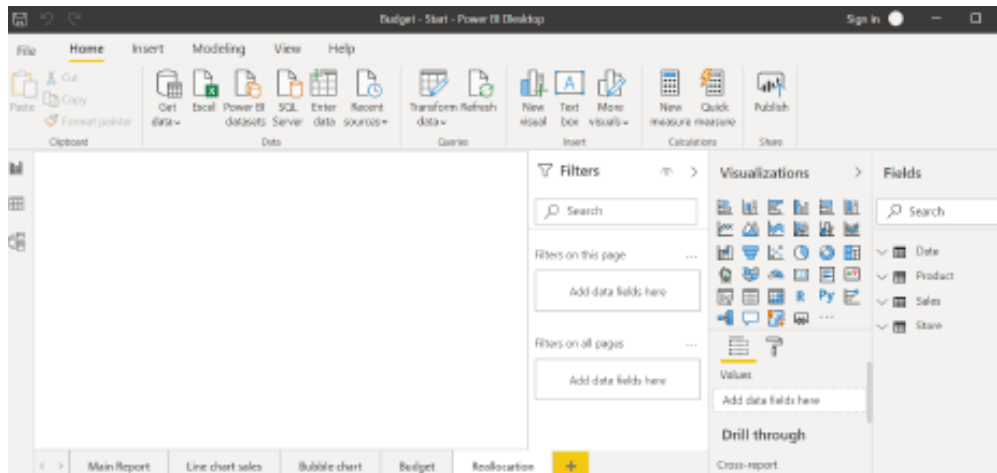 Budget - Start - Power BI Desktop
Sign in
File Home Insert Modeling View Help
Paste
Cut
Copy
Format painter
Clipboard
Get data
Excel
Power BI datasets
SQL Server
Enter data
Recent sources
Data
Transform data
Refresh
Queries
New visual
Text box
More visuals
Insert
New measure
Quick measure
Calculations
Publish
Share
Filters
Search
Filters on this page ...
Add data fields here
Filters on all pages ...
Add data fields here
Visualizations
R Py
...
Values
Add data fields here
Drill through
Cross-report
Fields
Search
Date
Product
Sales
Store
Main Report
Line chart sales
Bubble chart
Budget
Reallocation
+